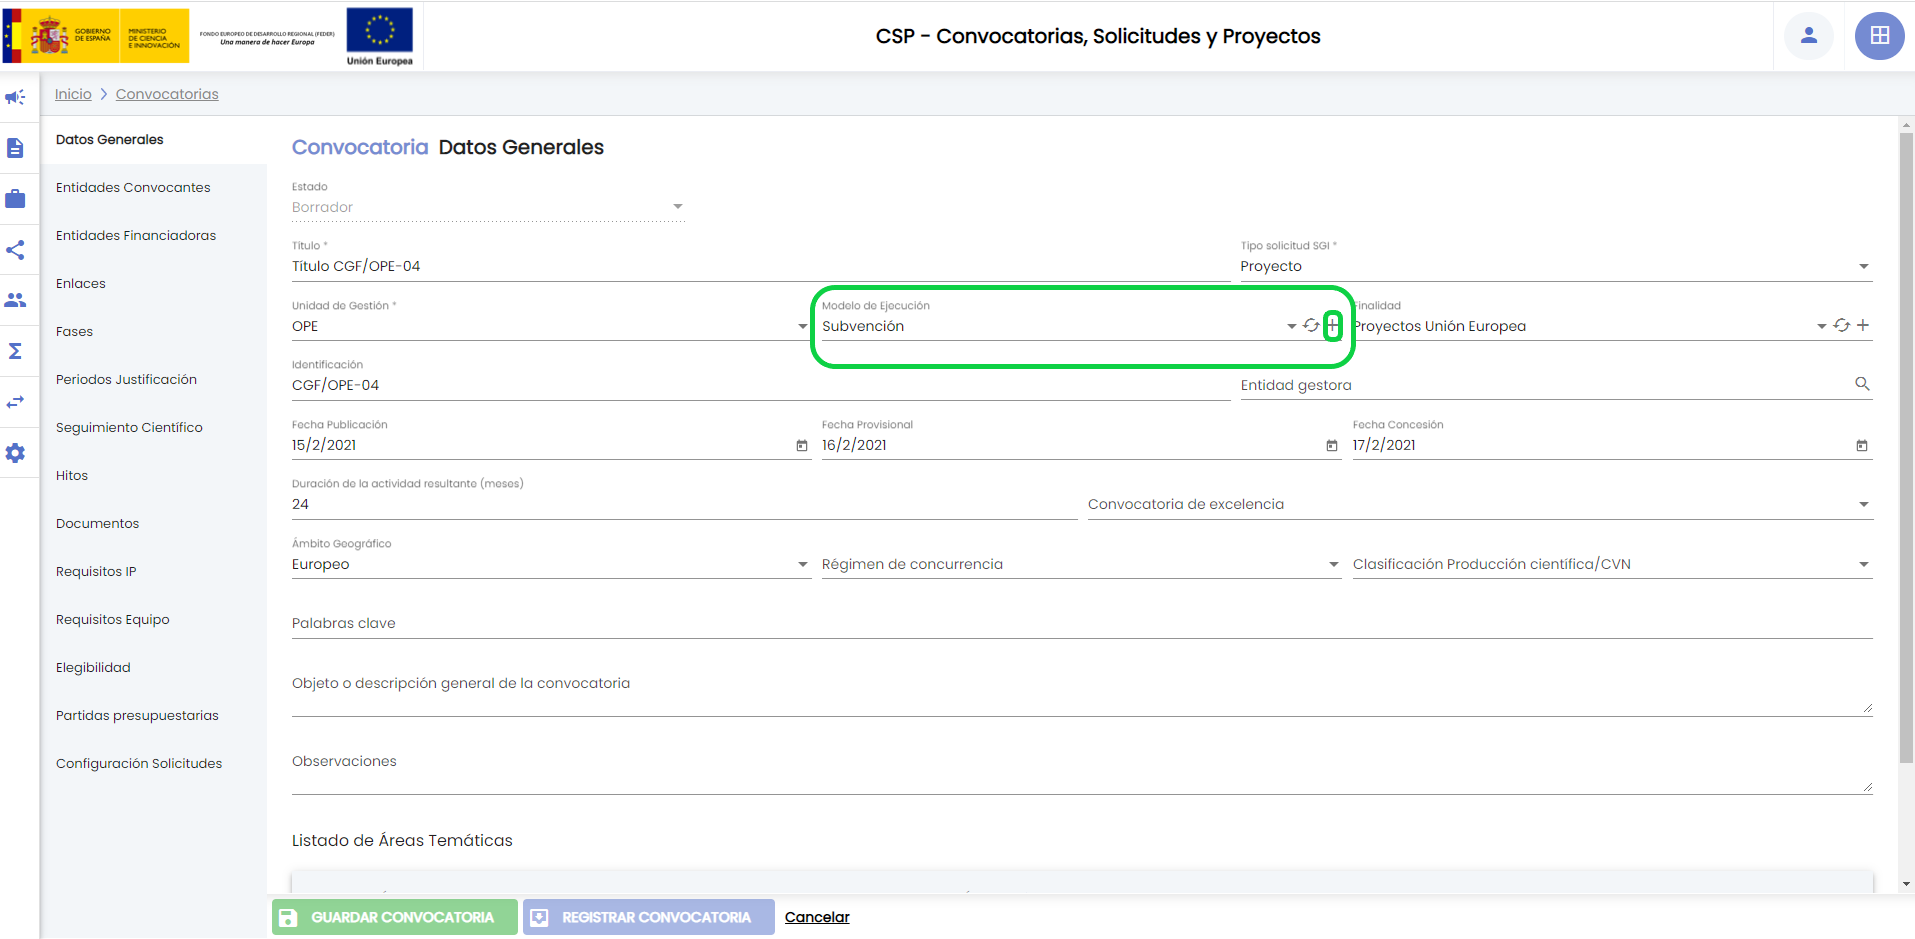 GOBIERNO
DE ESPAÑA
MINISTERIO
DE CIENCIA
E INNOVACIÓN
FONDO EUROPEO DE DESARROLLO REGIONAL (FEDER)
Una manera de hacer Europa
Unión Europea
CSP - Convocatorias, Solicitudes y Proyectos
Inicio
Convocatorias
Datos Generales
Entidades Convocantes
Entidades Financiadoras
Enlaces
Fases
Periodos Justificación
Seguimiento Científico
Hitos
Documentos
Requisitos IP
Requisitos Equipo
Elegibilidad
Partidas presupuestarias
Configuración Solicitudes
Convocatoria Datos Generales
Estado
Borrador
Título *
Título CGF/OPE-04
Tipo solicitud SGI *
Proyecto
Unidad de Gestión *
OPE
Modelo de Ejecución
Subvención
inalidad
Proyectos Unión Europea
Identificación
CGF/OPE-04
Entidad gestora
Fecha Publicación
15/2/2021
Fecha Provisional
16/2/2021
Fecha Concesión
17/2/2021
Duración de la actividad resultante (meses)
24
Convocatoria de excelencia
Ámbito Geográfico
Europeo
Régimen de concurrencia
Clasificación Producción científica/CVN
Palabras clave
Objeto o descripción general de la convocatoria
Observaciones
Listado de Áreas Temáticas
GUARDAR CONVOCATORIA
REGISTRAR CONVOCATORIA
Cancelar